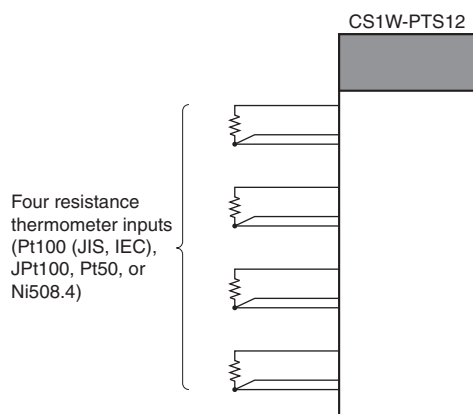 CS1W-PTS12
Four resistance
thermometer inputs
(Pt100 (JIS, IEC),
JPt100, Pt50, or
Ni508.4)